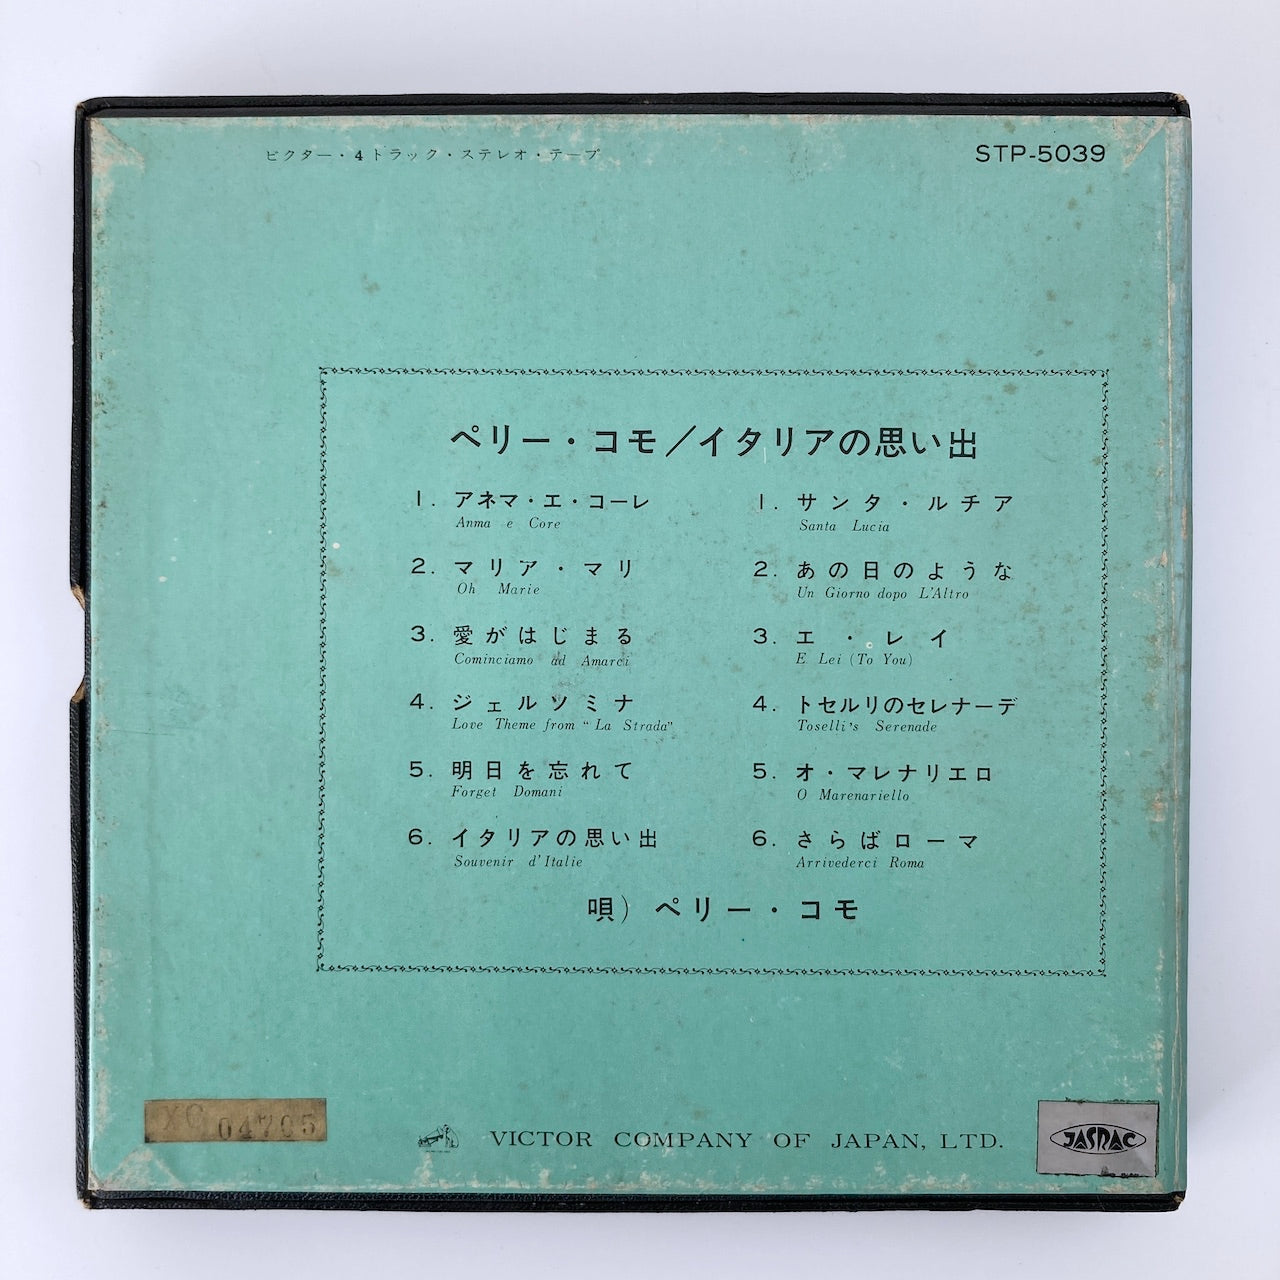 ビクター・4トラック・ステレオ・テープ
STP-5039
ペリー・コモ／イタリアの思い出
1. アネマ・エ・コーレ
Anma e Core
2. マリア・マリ
Oh Marie
3. 愛がはじまる
Cominciamo ad Amarci
4. ジェルソミナ
Love Theme from “La Strada”
5. 明日を忘れて
Forget Domani
6. イタリアの思い出
Souvenir d'Italie
1. サンタ・ルチア
Santa Lucia
2. あの日のような
Un Giorno dopo L'Altro
3. エ・レイ
E Lei (To You)
4. トセルリのセレナーデ
Toselli's Serenade
5. オ・マレナリエロ
O Marenariello
6. さらばローマ
Arrivederci Roma
唄) ペリー・コモ
04705
VICTOR COMPANY OF JAPAN, LTD.
JASRAC